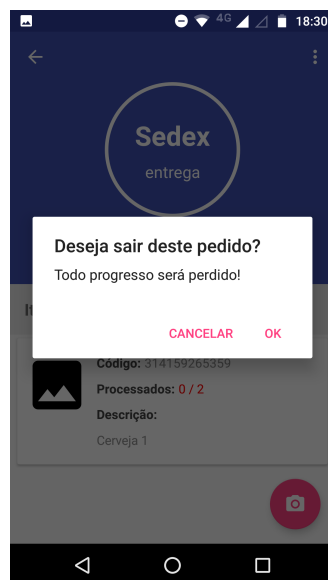 4G 18:30
Sedex
entrega
Deseja sair deste pedido?
Todo progresso será perdido!
CANCELAR OK
Código: 314159265359
Processados: 0 / 2
Descrição:
Cerveja 1